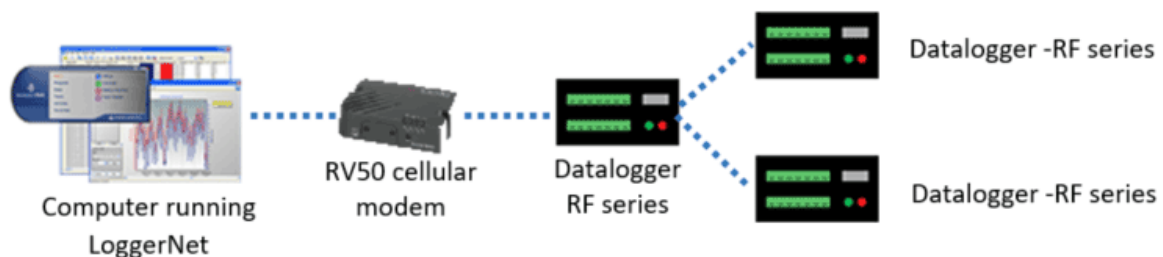 Computer running
LoggerNet
RV50 cellular
modem
Datalogger
RF series
Datalogger -RF series
Datalogger -RF series